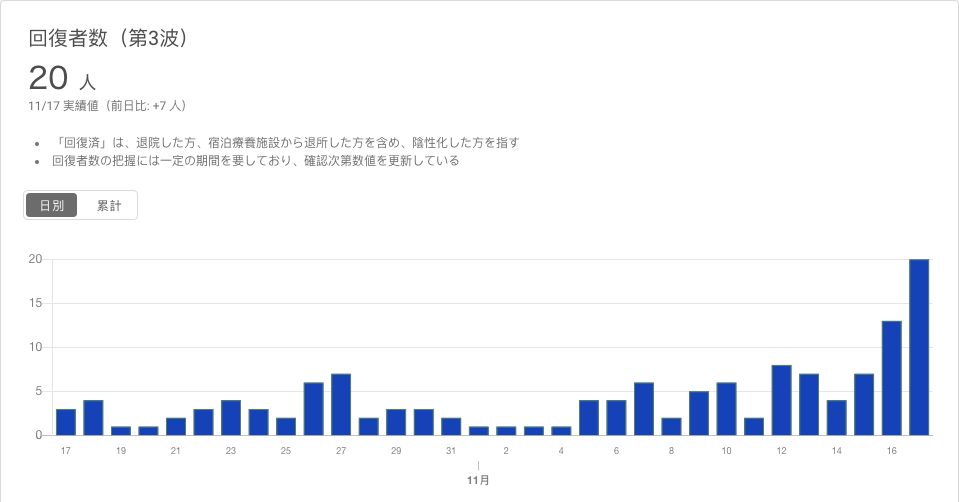 回復者数（第3波）
20 人
11/17 実績値（前日比: +7 人）
• 「回復済」は、退院した方、宿泊療養施設から退所した方を含め、陰性化した方を指す
• 回復者数の把握には一定の期間を要しており、確認次第数値を更新している
日別 累計
20
15
10
5
0
17 19 21 23 25 27 29 31 2 4 6 8 10 12 14 16
11月